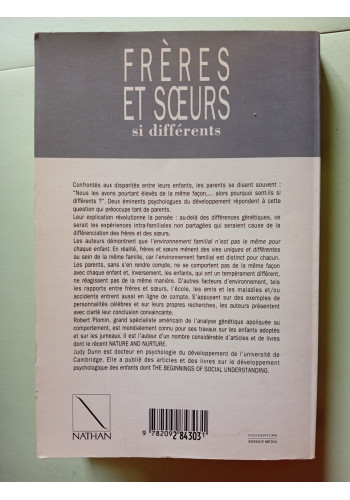 FRÈRES
ET SŒURS
si différents
Confrontés aux disparités entre leurs enfants, les parents se disent souvent :
"Nous les avons pourtant élevés de la même façon,... alors pourquoi sont-ils si
différents ?". Deux éminents psychologues du développement répondent à cette
question qui préoccupe tant de parents.
Leur explication révolutionne la pensée : au-delà des différences génétiques, ce
seraient les expériences intra-familiales non partagées qui seraient cause de la
différenciation des frères et des sœurs.
Les auteurs démontrent que l'environnement familial n'est pas le même pour
chaque enfant. En réalité, frères et sœurs mènent des vies uniques et différentes
au sein de la même famille, car l'environnement familial est distinct pour chacun.
Les parents, sans s'en rendre compte, ne se comportent pas de la même façon
avec chaque enfant et, inversement, les enfants, qui ont un tempérament différent,
ne réagissent pas de la même manière. D'autres facteurs d'environnement, tels
les rapports entre frères et sœurs, l'école, les amis et les maladies et/ou
accidents entrent aussi en ligne de compte. S'appuyant sur des exemples de
personnalités célèbres et sur leurs propres recherches, les auteurs présentent
avec clarté leur conclusion convaincante.
Robert Plomin, grand spécialiste américain de l'analyse génétique appliquée au
comportement, est mondialement connu pour ses travaux sur les enfants adoptés
et sur les jumeaux. Il est l'auteur d'un nombre considérable d'articles et de livres
dont le récent NATURE AND NURTURE.
Judy Dunn est docteur en psychologie du développement de l'université de
Cambridge. Elle a publié des articles et des livres sur le développement
psychologique des enfants dont THE BEGINNINGS OF SOCIAL UNDERSTANDING.
NATHAN
9 782092 843031
COUVERTURE
AGENCE MEDIA